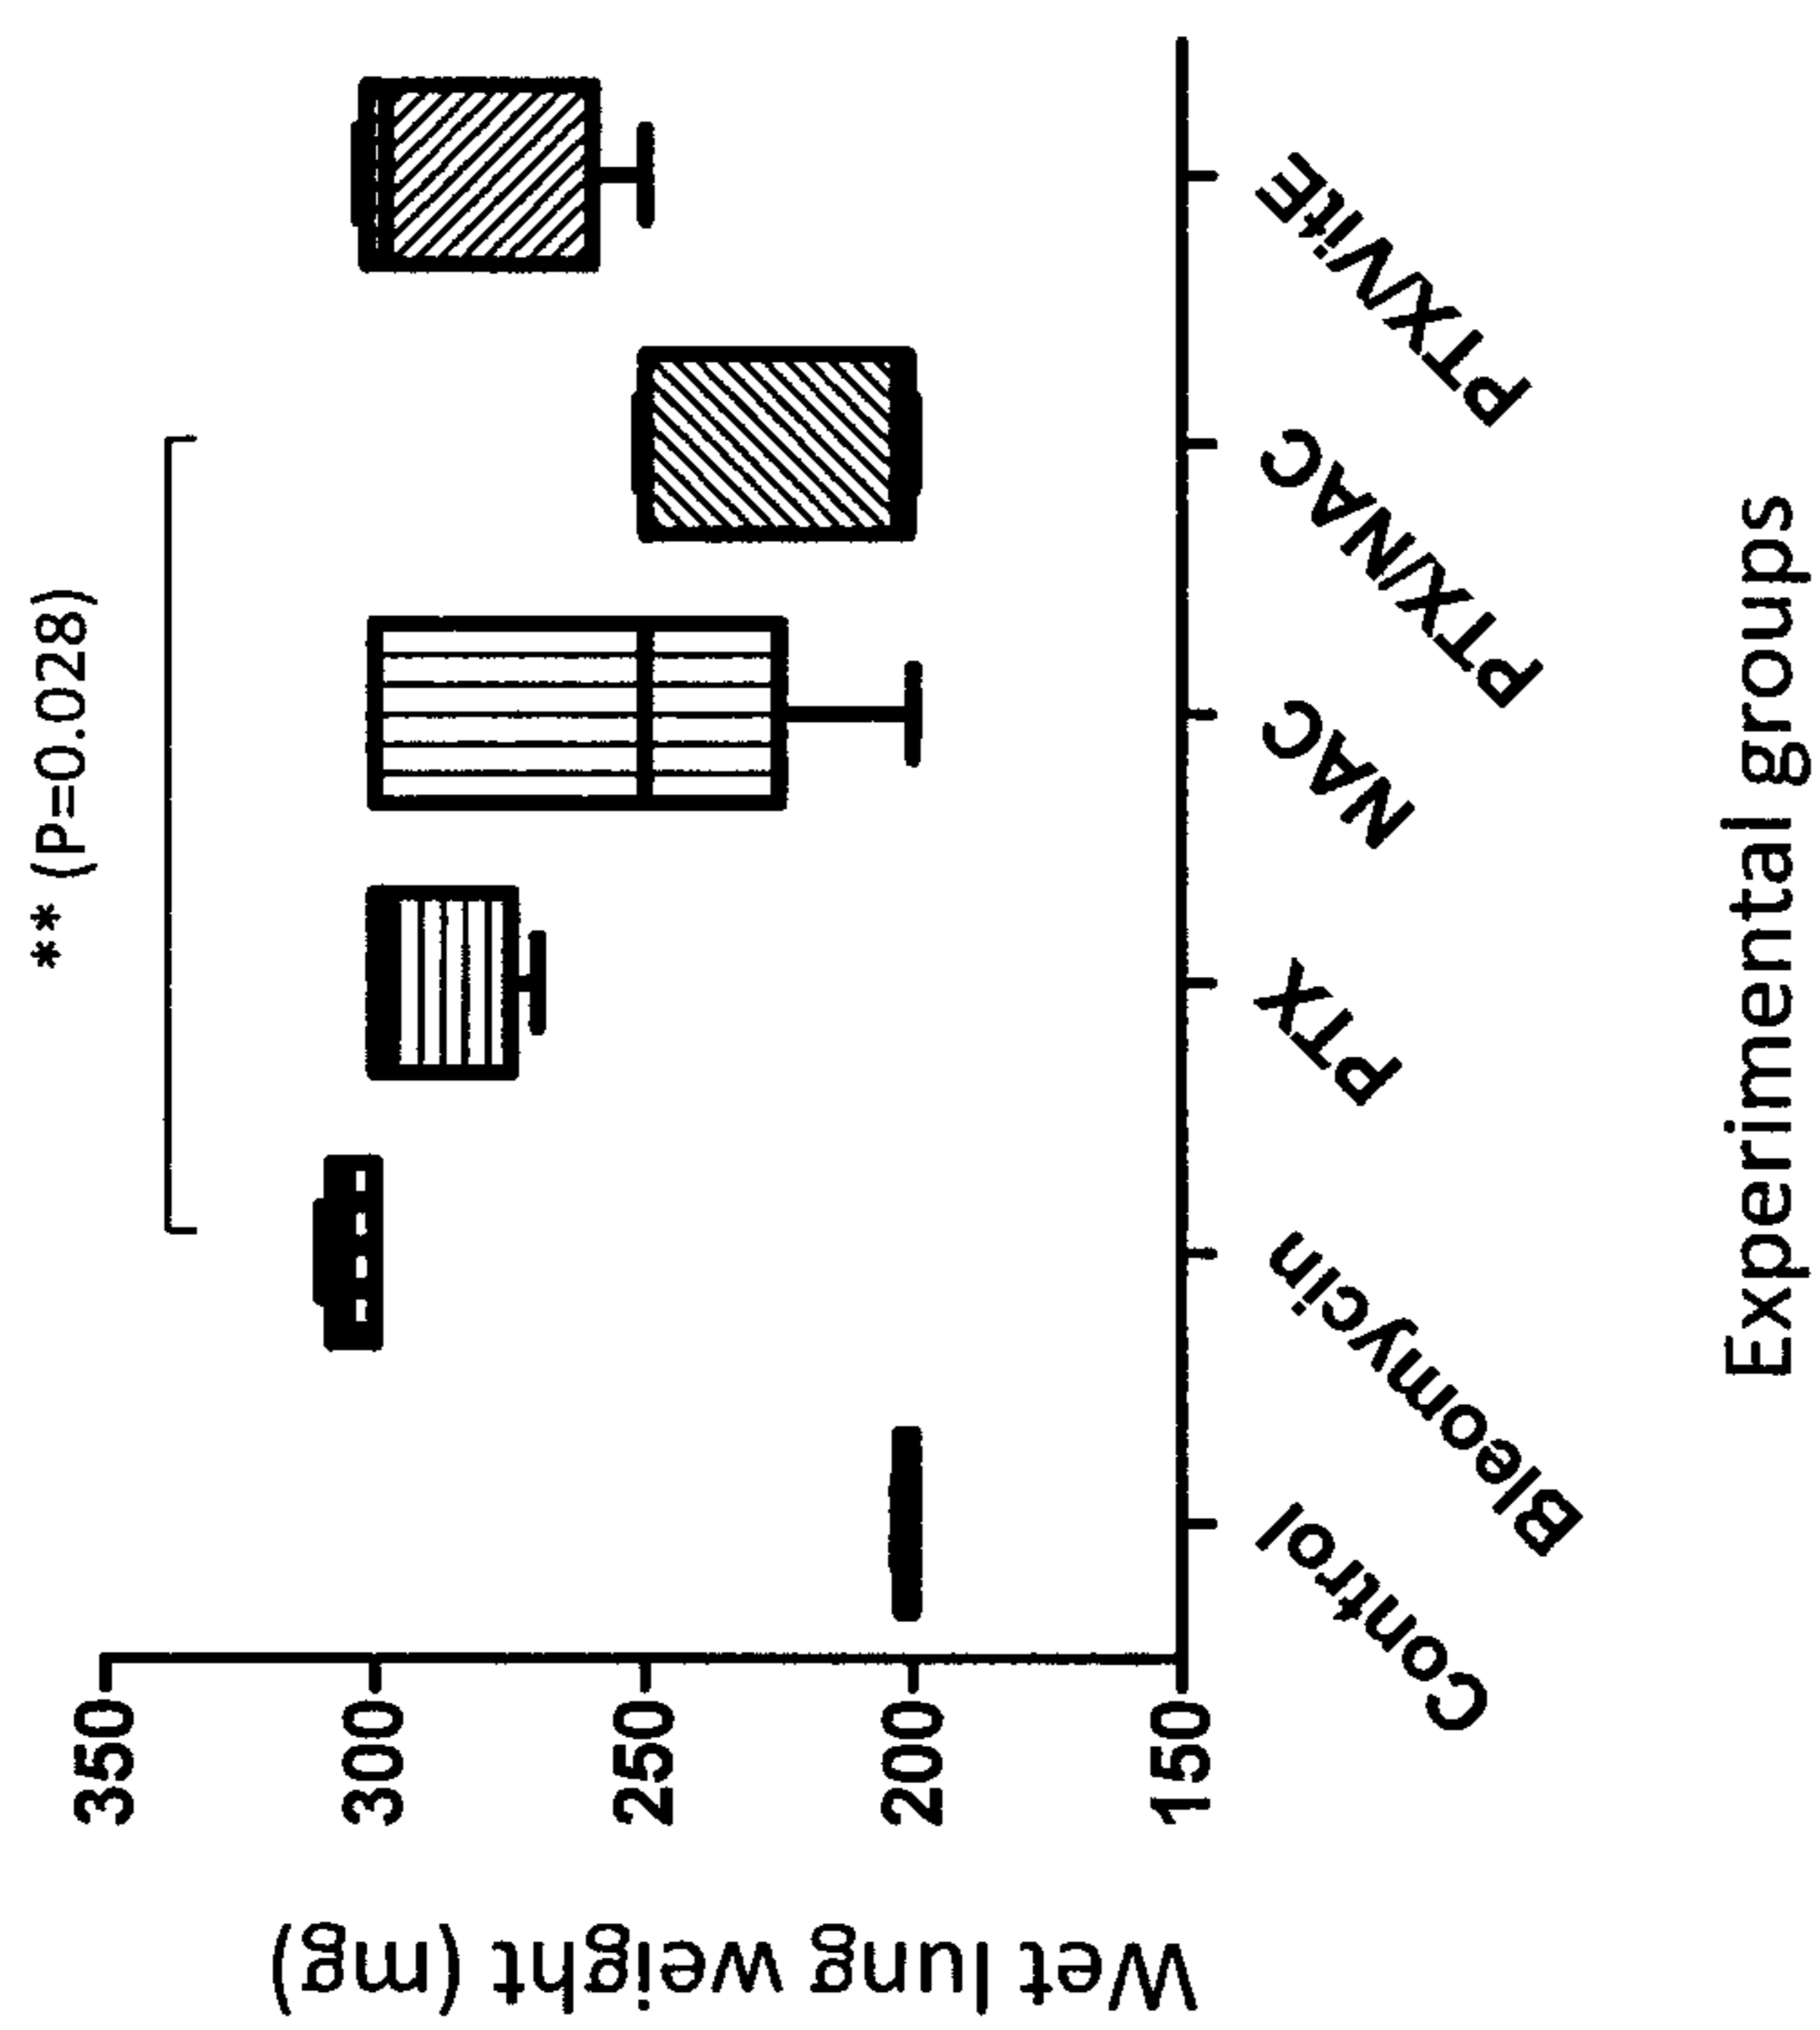 ** (P=0.028)
Wet lung weight (mg)
350
300
250
200
150
Control
Bleomycin
PTX
NAC
PTX/NAC
PTX/VitE
Experimental groups